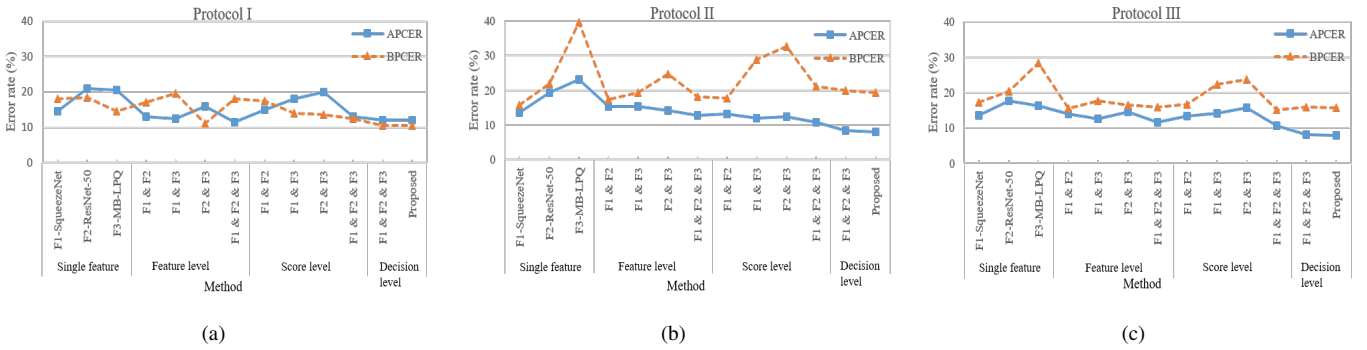 Protocol I
Error rate (%)
40
30
20
10
0
APCER
BPCER
F1-SqueezeNet
F2-ResNet-50
F3-MB-LPQ
F1 & F2
F1 & F3
F2 & F3
F1 & F2 & F3
F1 & F2
F1 & F3
F2 & F3
F1 & F2 & F3
F1 & F2 & F3
Proposed
Single feature
Feature level
Score level
Decision
level
Method
(a)
Protocol II
Error rate (%)
40
30
20
10
0
APCER
BPCER
F1-SqueezeNet
F2-ResNet-50
F3-MB-LPQ
F1 & F2
F1 & F3
F2 & F3
F1 & F2 & F3
F1 & F2
F1 & F3
F2 & F3
F1 & F2 & F3
F1 & F2 & F3
Proposed
Single feature
Feature level
Score level
Decision
level
Method
(b)
Protocol III
Error rate (%)
40
30
20
10
0
APCER
BPCER
F1-SqueezeNet
F2-ResNet-50
F3-MB-LPQ
F1 & F2
F1 & F3
F2 & F3
F1 & F2 & F3
F1 & F2
F1 & F3
F2 & F3
F1 & F2 & F3
F1 & F2 & F3
Proposed
Single feature
Feature level
Score level
Decision
level
Method
(c)